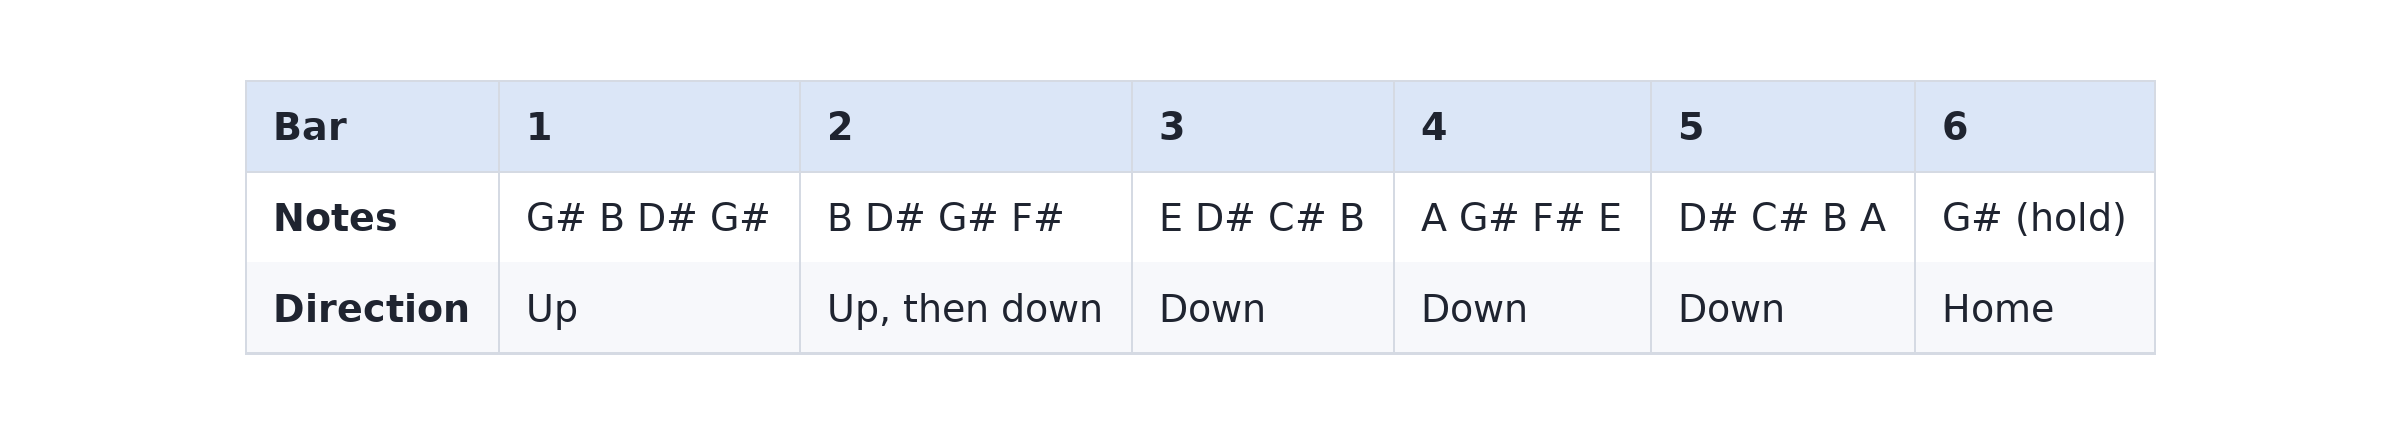 Bar 1 2 3 4 5 6
Notes G# B D# G# B D# G# F# E D# C# B A G# F# E D# C# B A G# (hold)
Direction Up Up, then down Down Down Down Home